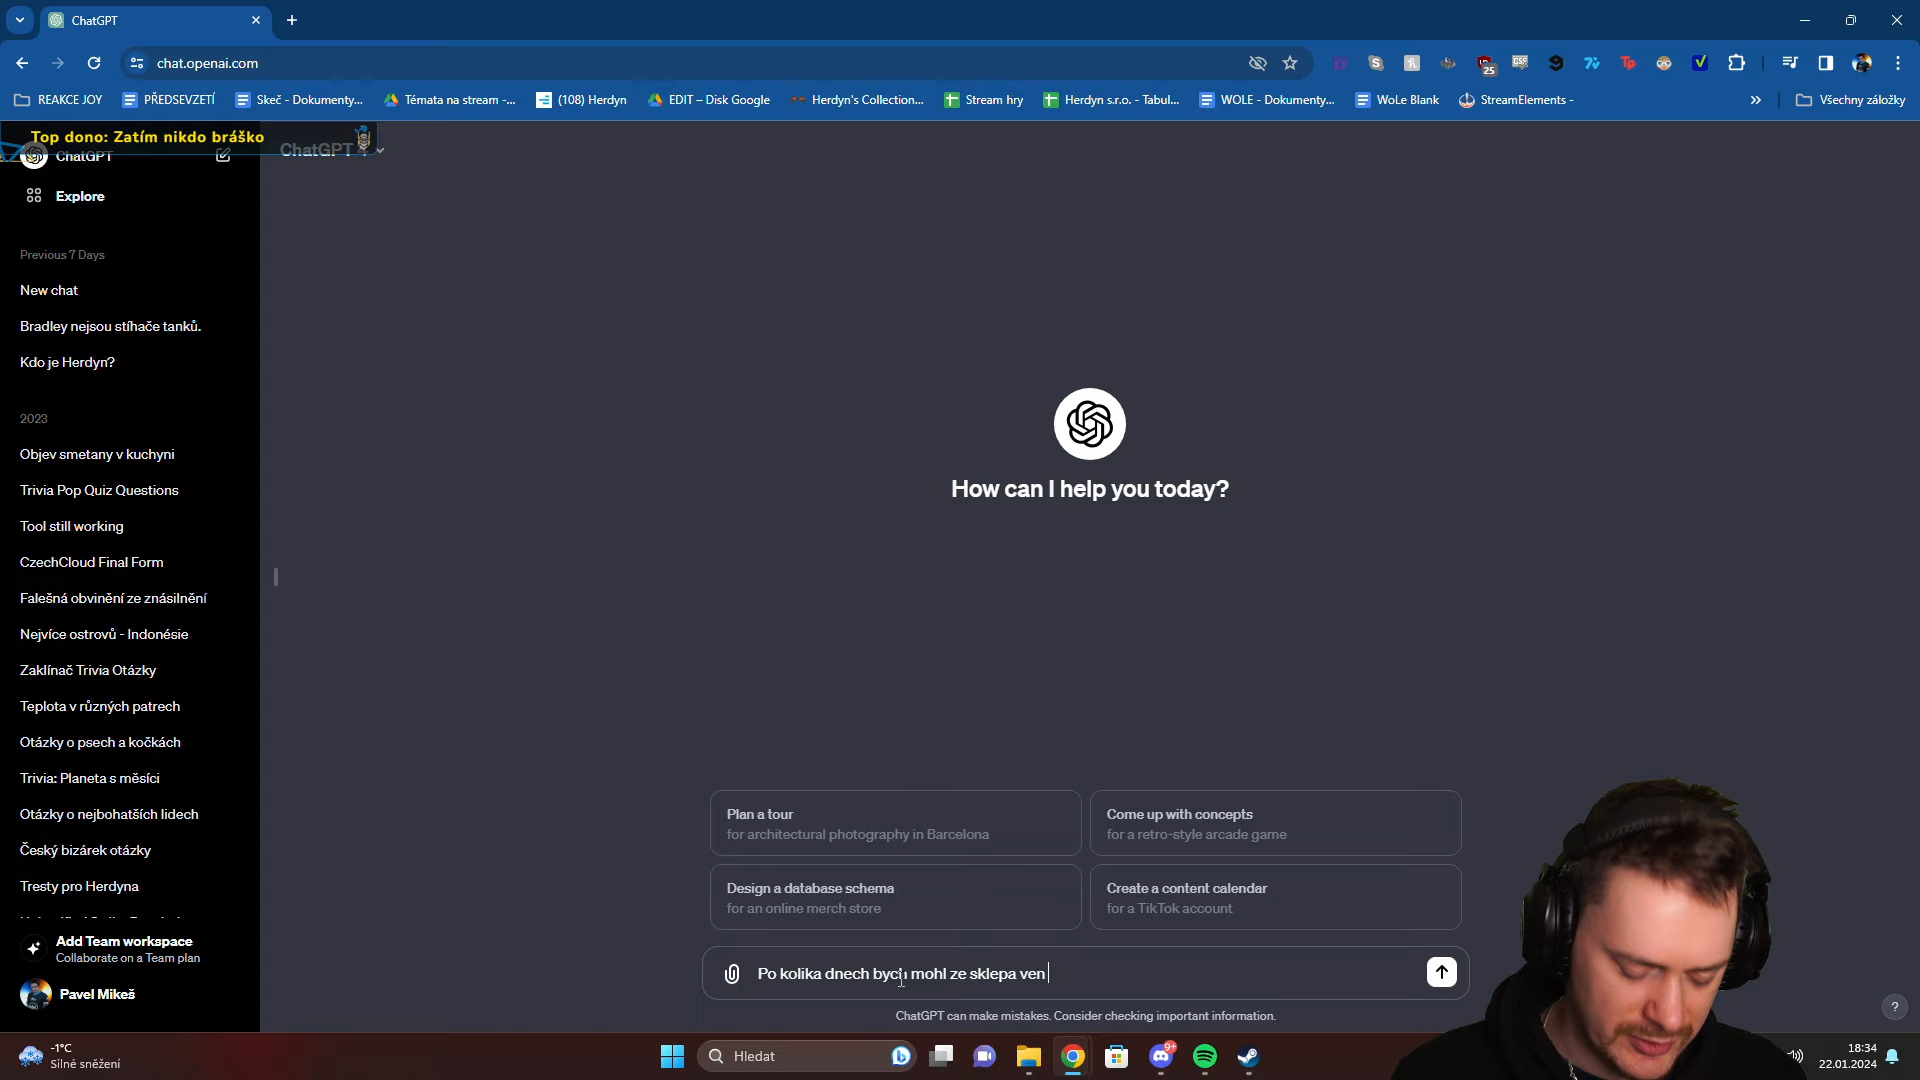 ChatGPT
chat.openai.com
25
REAKCE JOY
PŘEDSEVZETÍ
Skeč - Dokumenty...
Témata na stream -...
(108) Herdyn
EDIT – Disk Google
Herdyn's Collection...
Stream hry
Herdyn s.r.o. - Tabul...
WOLE - Dokumenty...
WoLe Blank
StreamElements -
Všechny záložky
Top dono: Zatím nikdo bráško
ChatGPT
ChatGPT 4
Explore
Previous 7 Days
New chat
Bradley nejsou stíhače tanků.
Kdo je Herdyn?
2023
Objev smetany v kuchyni
Trivia Pop Quiz Questions
Tool still working
CzechCloud Final Form
Falešná obvinění ze znásilnění
Nejvíce ostrovů - Indonésie
Zaklínač Trivia Otázky
Teplota v různých patrech
Otázky o psech a kočkách
Trivia: Planeta s měsíci
Otázky o nejbohatších lidech
Český bizárek otázky
Tresty pro Herdyna
Add Team workspace
Collaborate on a Team plan
Pavel Mikeš
How can I help you today?
Plan a tour
for architectural photography in Barcelona
Come up with concepts
for a retro-style arcade game
Design a database schema
for an online merch store
Create a content calendar
for a TikTok account
Po kolika dnech bych mohl ze sklepa ven
ChatGPT can make mistakes. Consider checking important information.
?
-1°C
Silné sněžení
Hledat
9+
18:34
22.01.2024